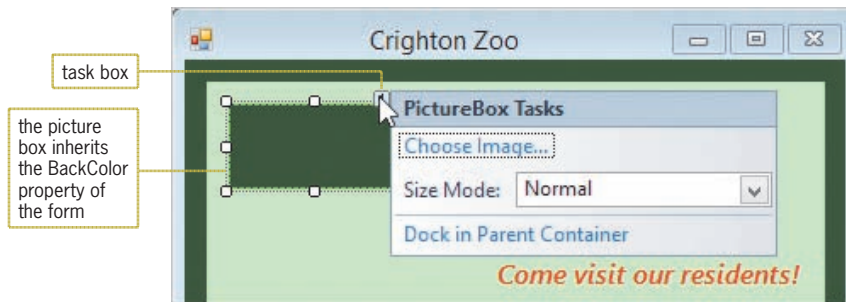 Crighton Zoo
task box
PictureBox Tasks
Choose Image...
Size Mode: Normal
Dock in Parent Container
the picture
box inherits
the BackColor
property of
the form
Come visit our residents!